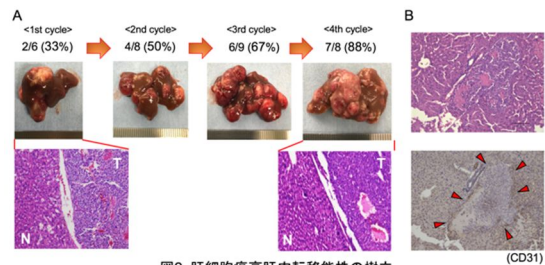 A
<1st cycle> <2nd cycle> <3rd cycle> <4th cycle>
2/6 (33%) 4/8 (50%) 6/9 (67%) 7/8 (88%)
B
T
N
T
N
(CD31)